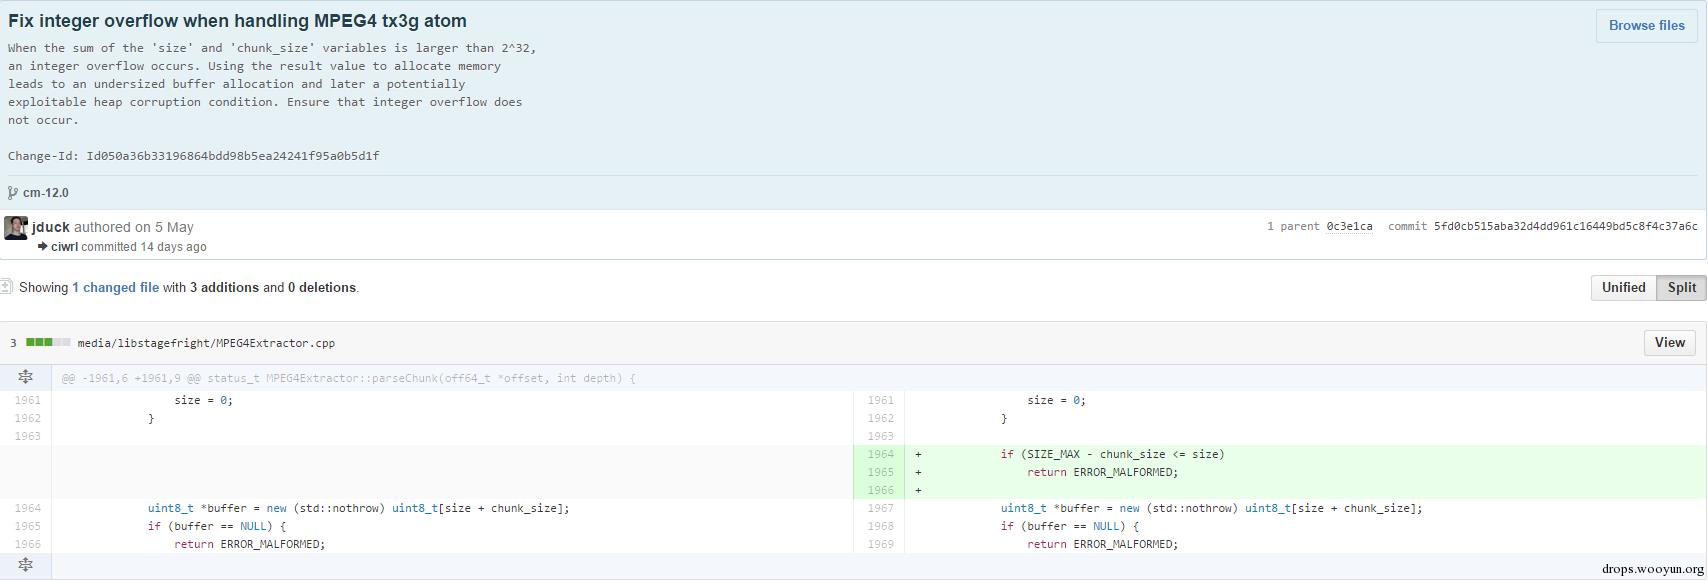 Fix integer overflow when handling MPEG4 tx3g atom
Browse files
When the sum of the 'size' and 'chunk_size' variables is larger than 2^32,
an integer overflow occurs. Using the result value to allocate memory
leads to an undersized buffer allocation and later a potentially
exploitable heap corruption condition. Ensure that integer overflow does
not occur.
Change-Id: Id050a36b33196864bdd98b5ea24241f95a0b5d1f
cm-12.0
jduck authored on 5 May
1 parent 0c3e1ca commit 5fd0cb515aba32d4dd961c16449bd5c8f4c37a6c
ciwrl committed 14 days ago
Showing 1 changed file with 3 additions and 0 deletions.
Unified Split
3 media/libstagefright/MPEG4Extractor.cpp
View
@@ -1961,6 +1961,9 @@ status_t MPEG4Extractor::parseChunk(off64_t *offset, int depth) {
1961 size = 0; 1961 size = 0;
1962 } 1962 }
1963 1963
1964 + if (SIZE_MAX - chunk_size <= size)
1965 + return ERROR_MALFORMED;
1966 +
1964 uint8_t *buffer = new (std::nothrow) uint8_t[size + chunk_size]; 1967 uint8_t *buffer = new (std::nothrow) uint8_t[size + chunk_size];
1965 if (buffer == NULL) { 1968 if (buffer == NULL) {
1966 return ERROR_MALFORMED; 1969 return ERROR_MALFORMED;
drops.wooyun.org